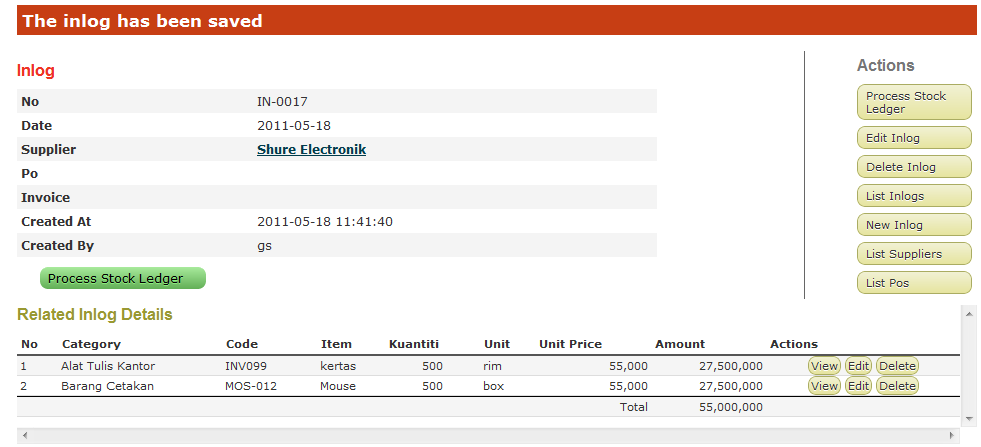 The inlog has been saved
Inlog
No IN-0017
Date 2011-05-18
Supplier Shure Electronik
Po
Invoice
Created At 2011-05-18 11:41:40
Created By gs
Process Stock Ledger
Actions
Process Stock
Ledger
Edit Inlog
Delete Inlog
List Inlogs
New Inlog
List Suppliers
List Pos
Related Inlog Details
No Category Code Item Kuantiti Unit Unit Price Amount Actions
1 Alat Tulis Kantor INV099 kertas 500 rim 55,000 27,500,000 View Edit Delete
2 Barang Cetakan MOS-012 Mouse 500 box 55,000 27,500,000 View Edit Delete
Total 55,000,000